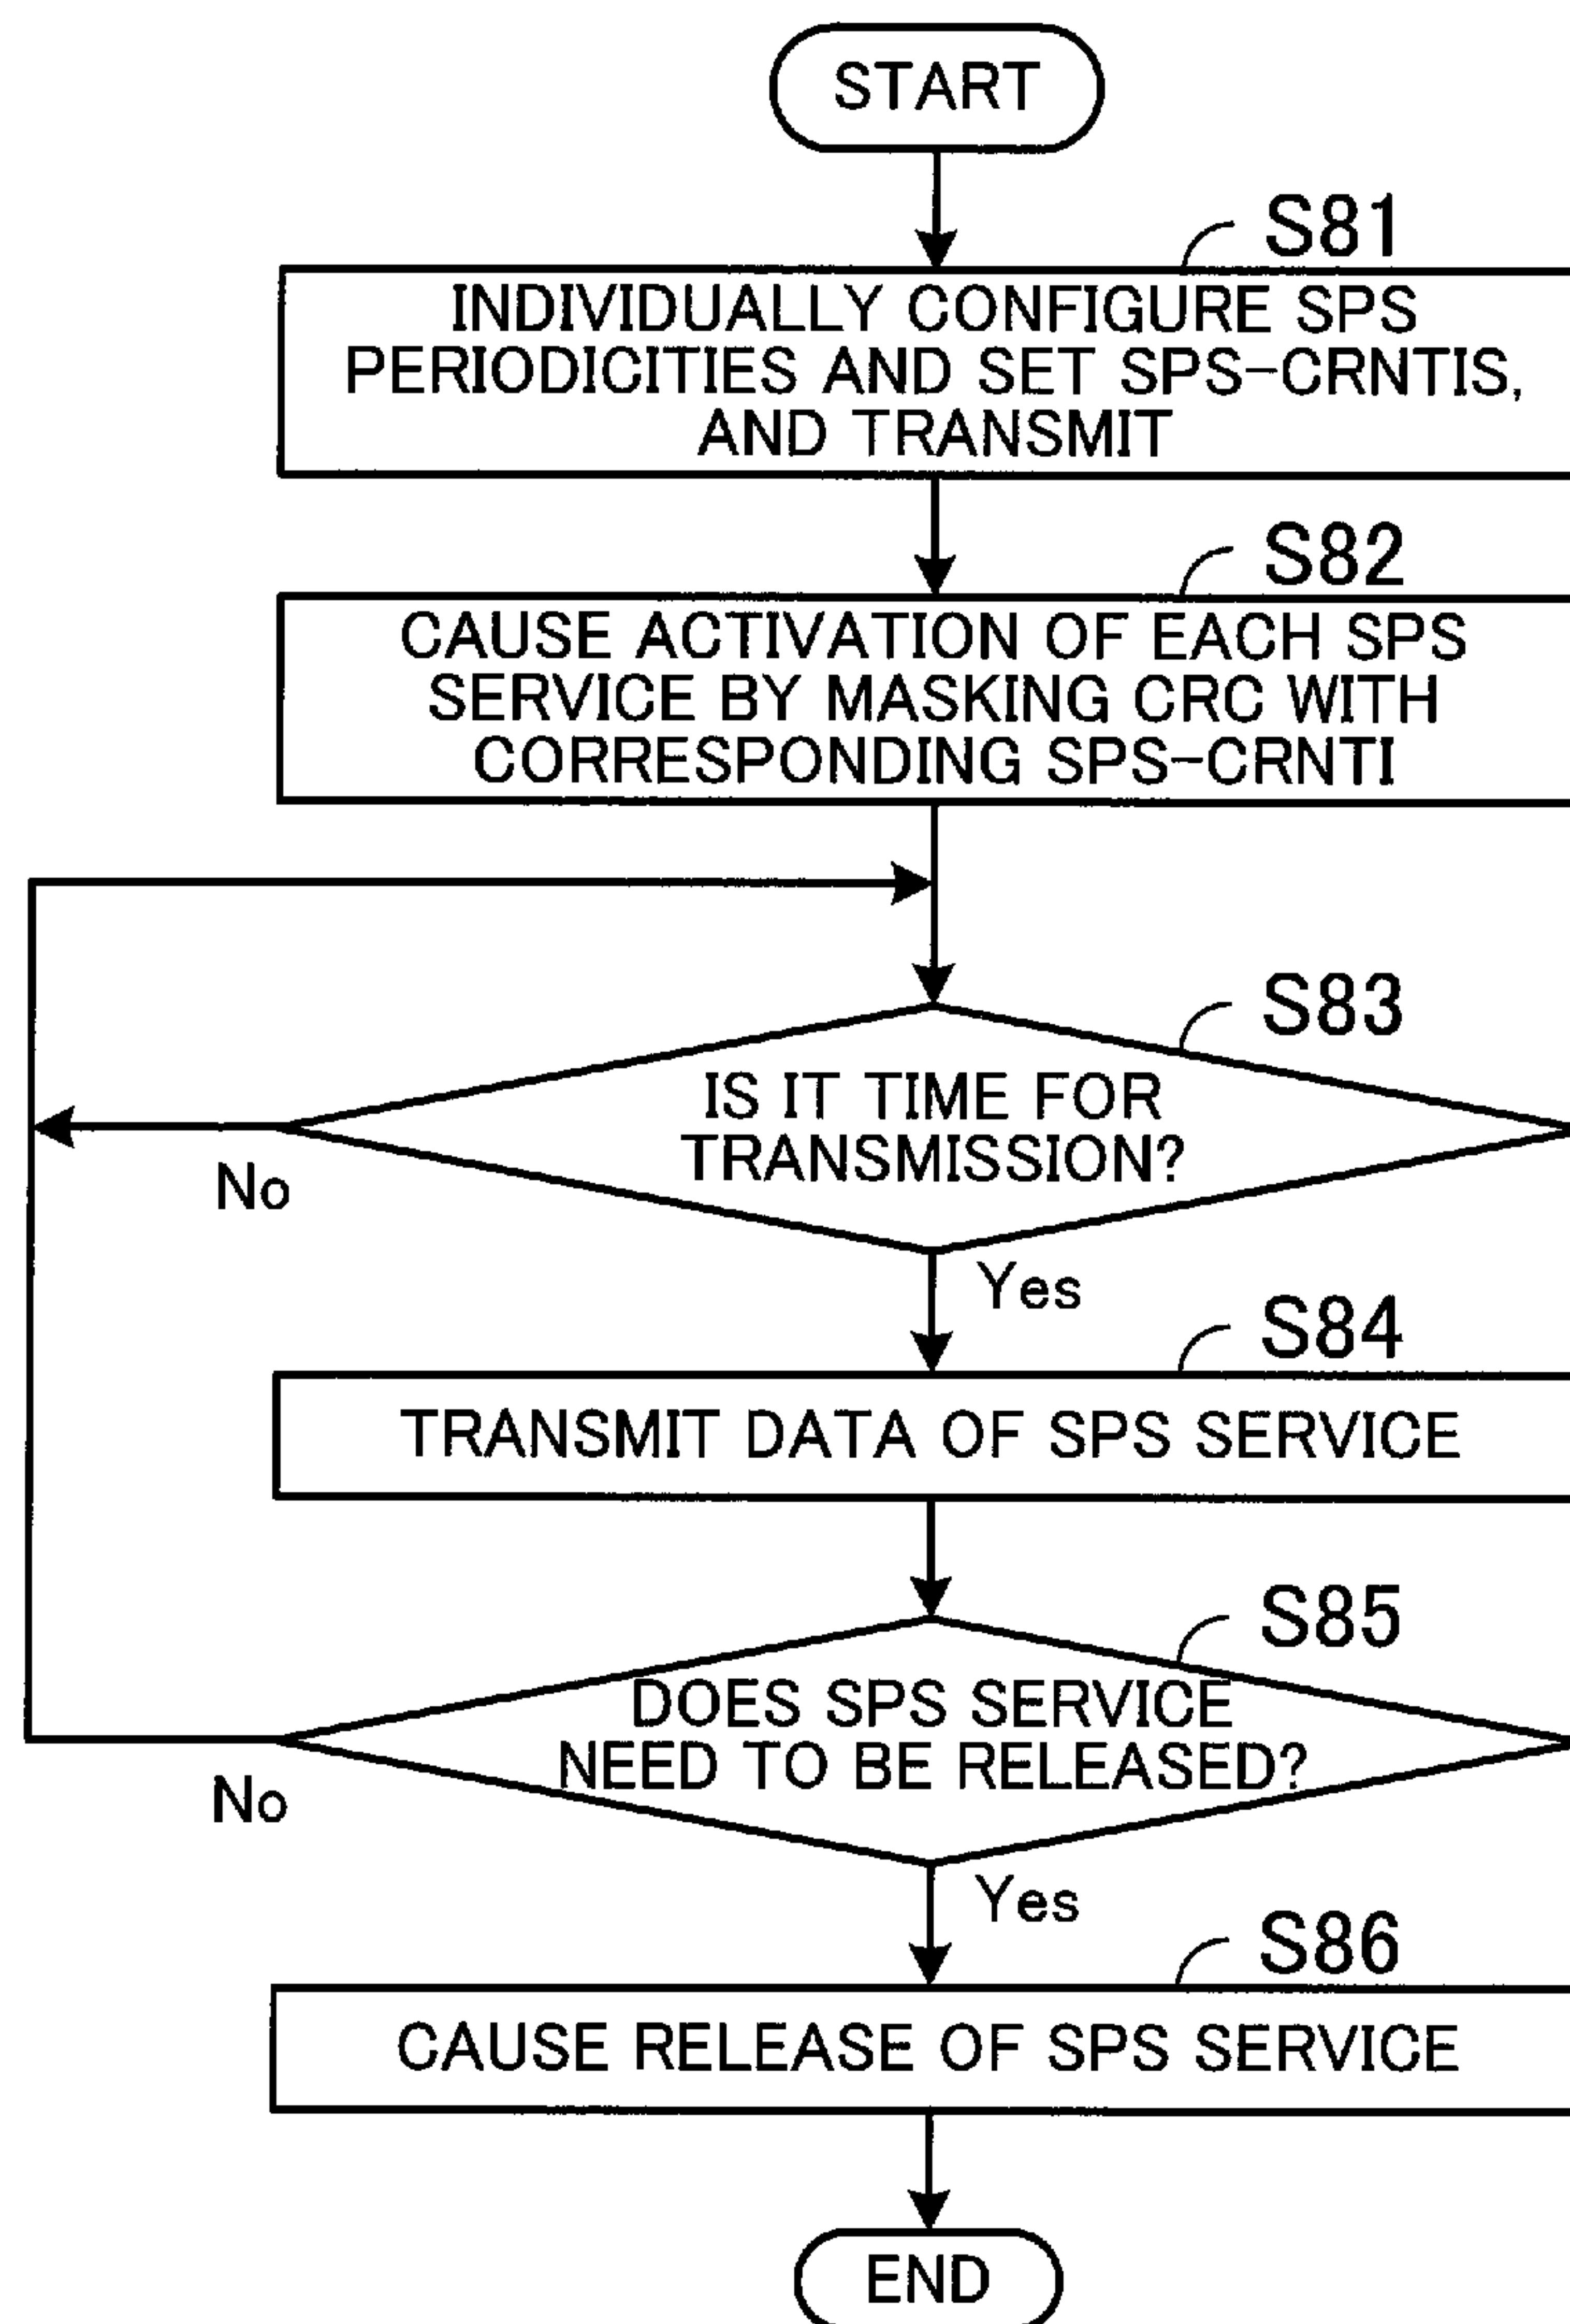 START
S81
INDIVIDUALLY CONFIGURE SPS
PERIODICITIES AND SET SPS-CRNTIS,
AND TRANSMIT
S82
CAUSE ACTIVATION OF EACH SPS
SERVICE BY MASKING CRC WITH
CORRESPONDING SPS-CRNTI
S83
IS IT TIME FOR
TRANSMISSION?
No
Yes
S84
TRANSMIT DATA OF SPS SERVICE
S85
DOES SPS SERVICE
NEED TO BE RELEASED?
No
Yes
S86
CAUSE RELEASE OF SPS SERVICE
END